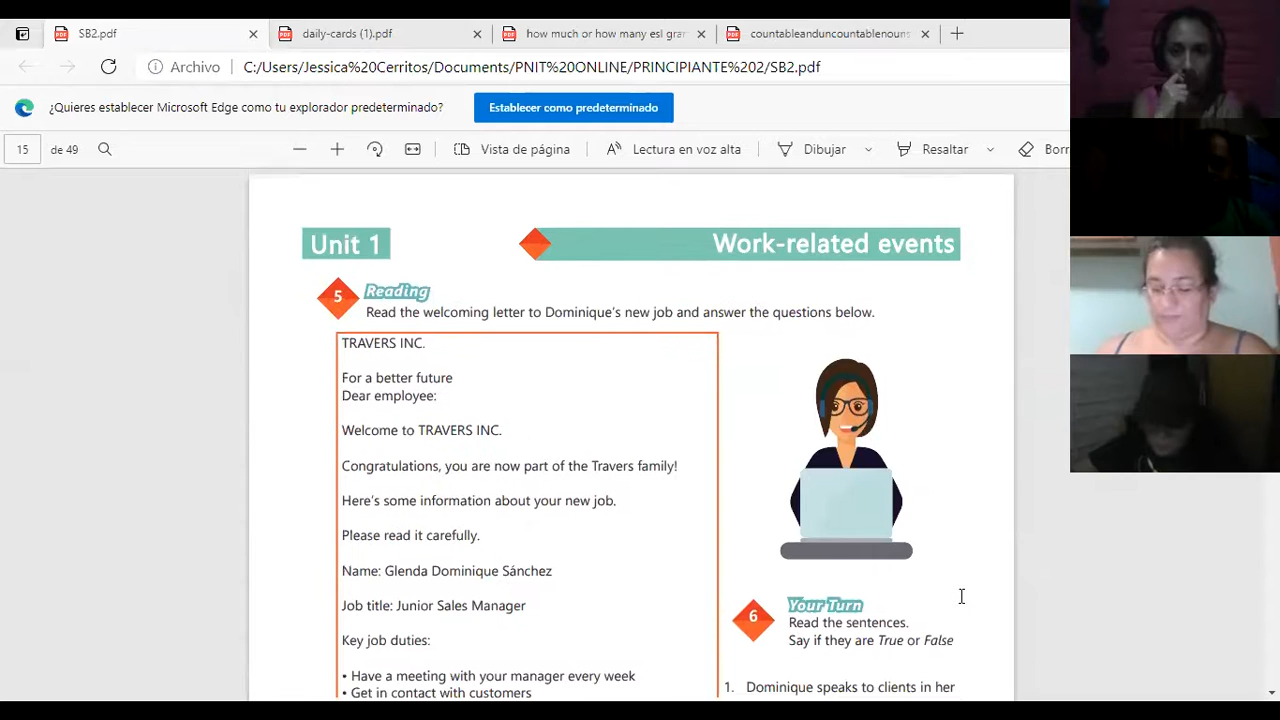 SB2.pdf
daily-cards (1).pdf
how much or how many esl gra
countableanduncountablenouns
Archivo
C:/Users/Jessica%20Cerritos/Documents/PNIT%20ONLINE/PRINCIPIANTE%202/SB2.pdf
¿Quieres establecer Microsoft Edge como tu explorador predeterminado?
Establecer como predeterminado
15 de 49
Vista de página
Lectura en voz alta
Dibujar
Resaltar
Borr
Unit 1
Work-related events
5
Reading
Read the welcoming letter to Dominique's new job and answer the questions below.
TRAVERS INC.
For a better future
Dear employee:
Welcome to TRAVERS INC.
Congratulations, you are now part of the Travers family!
Here's some information about your new job.
Please read it carefully.
Name: Glenda Dominique Sánchez
Job title: Junior Sales Manager
Key job duties:
• Have a meeting with your manager every week
• Get in contact with customers
6
Your Turn
Read the sentences.
Say if they are True or False
1. Dominique speaks to clients in her